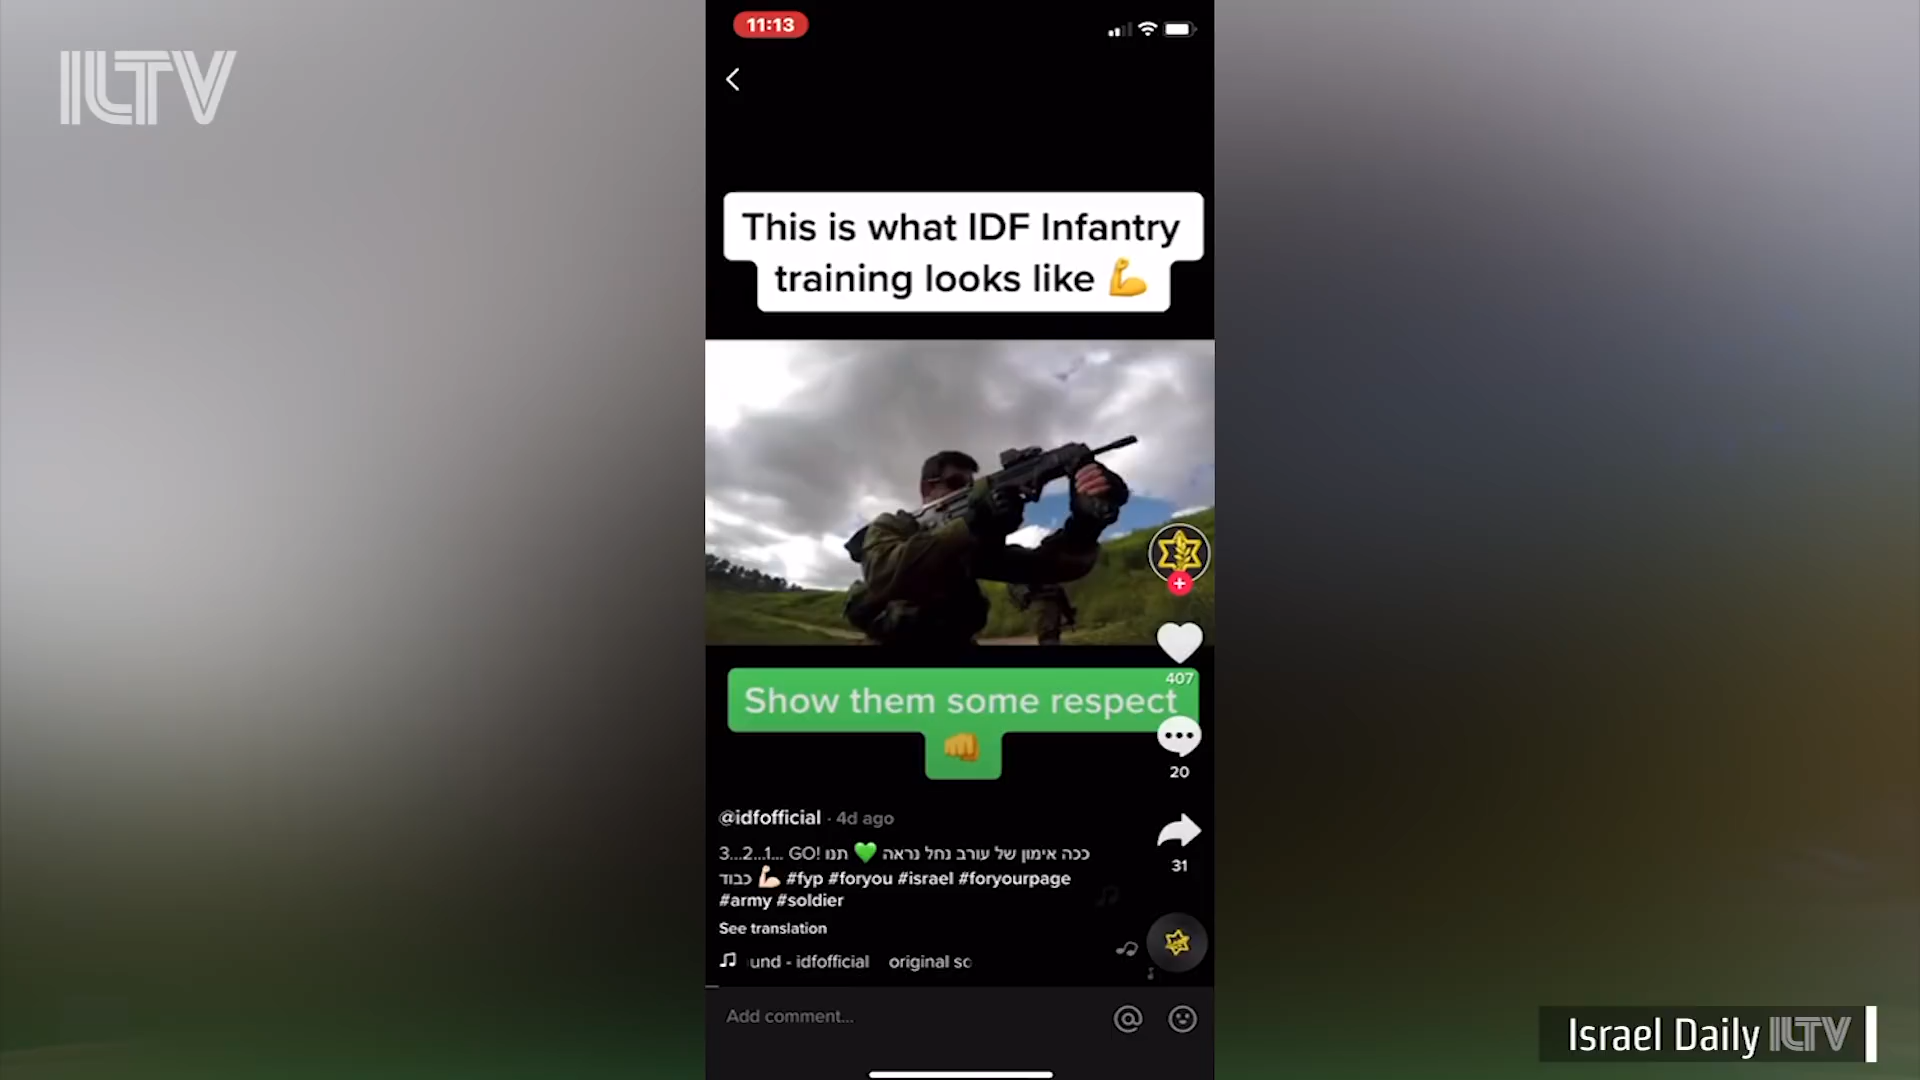 ILTV
11:13
This is what IDF Infantry
training looks like 💪
407
Show them some respect
👊
20
@idfofficial · 4d ago
3...2...1... GO! ככה אימון של עורב נחל נראה 💚 תנו
כבוד 💪🏻 #fyp #foryou #israel #foryourpage
#army #soldier
31
See translation
und - idfofficial original so
Add comment...
Israel Daily ILTV